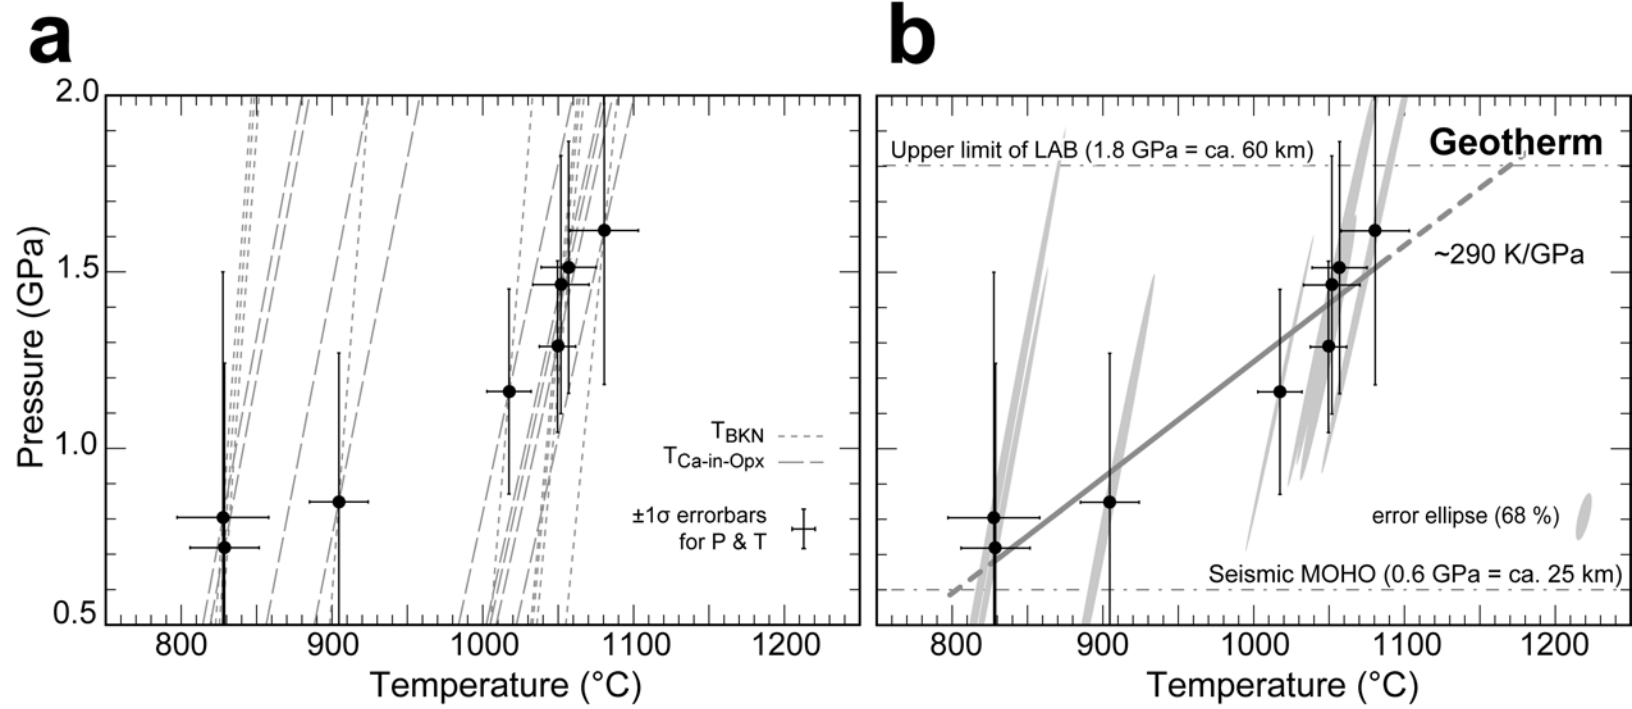 a
2.0
1.5
1.0
0.5
Pressure (GPa)
800
900
1000
1100
1200
Temperature (°C)
TBKN
TCa-in-Opx
±1σ errorbars
for P & T
b
Upper limit of LAB (1.8 GPa = ca. 60 km)
Geotherm
~290 K/GPa
error ellipse (68 %)
Seismic MOHO (0.6 GPa = ca. 25 km)
800
900
1000
1100
1200
Temperature (°C)